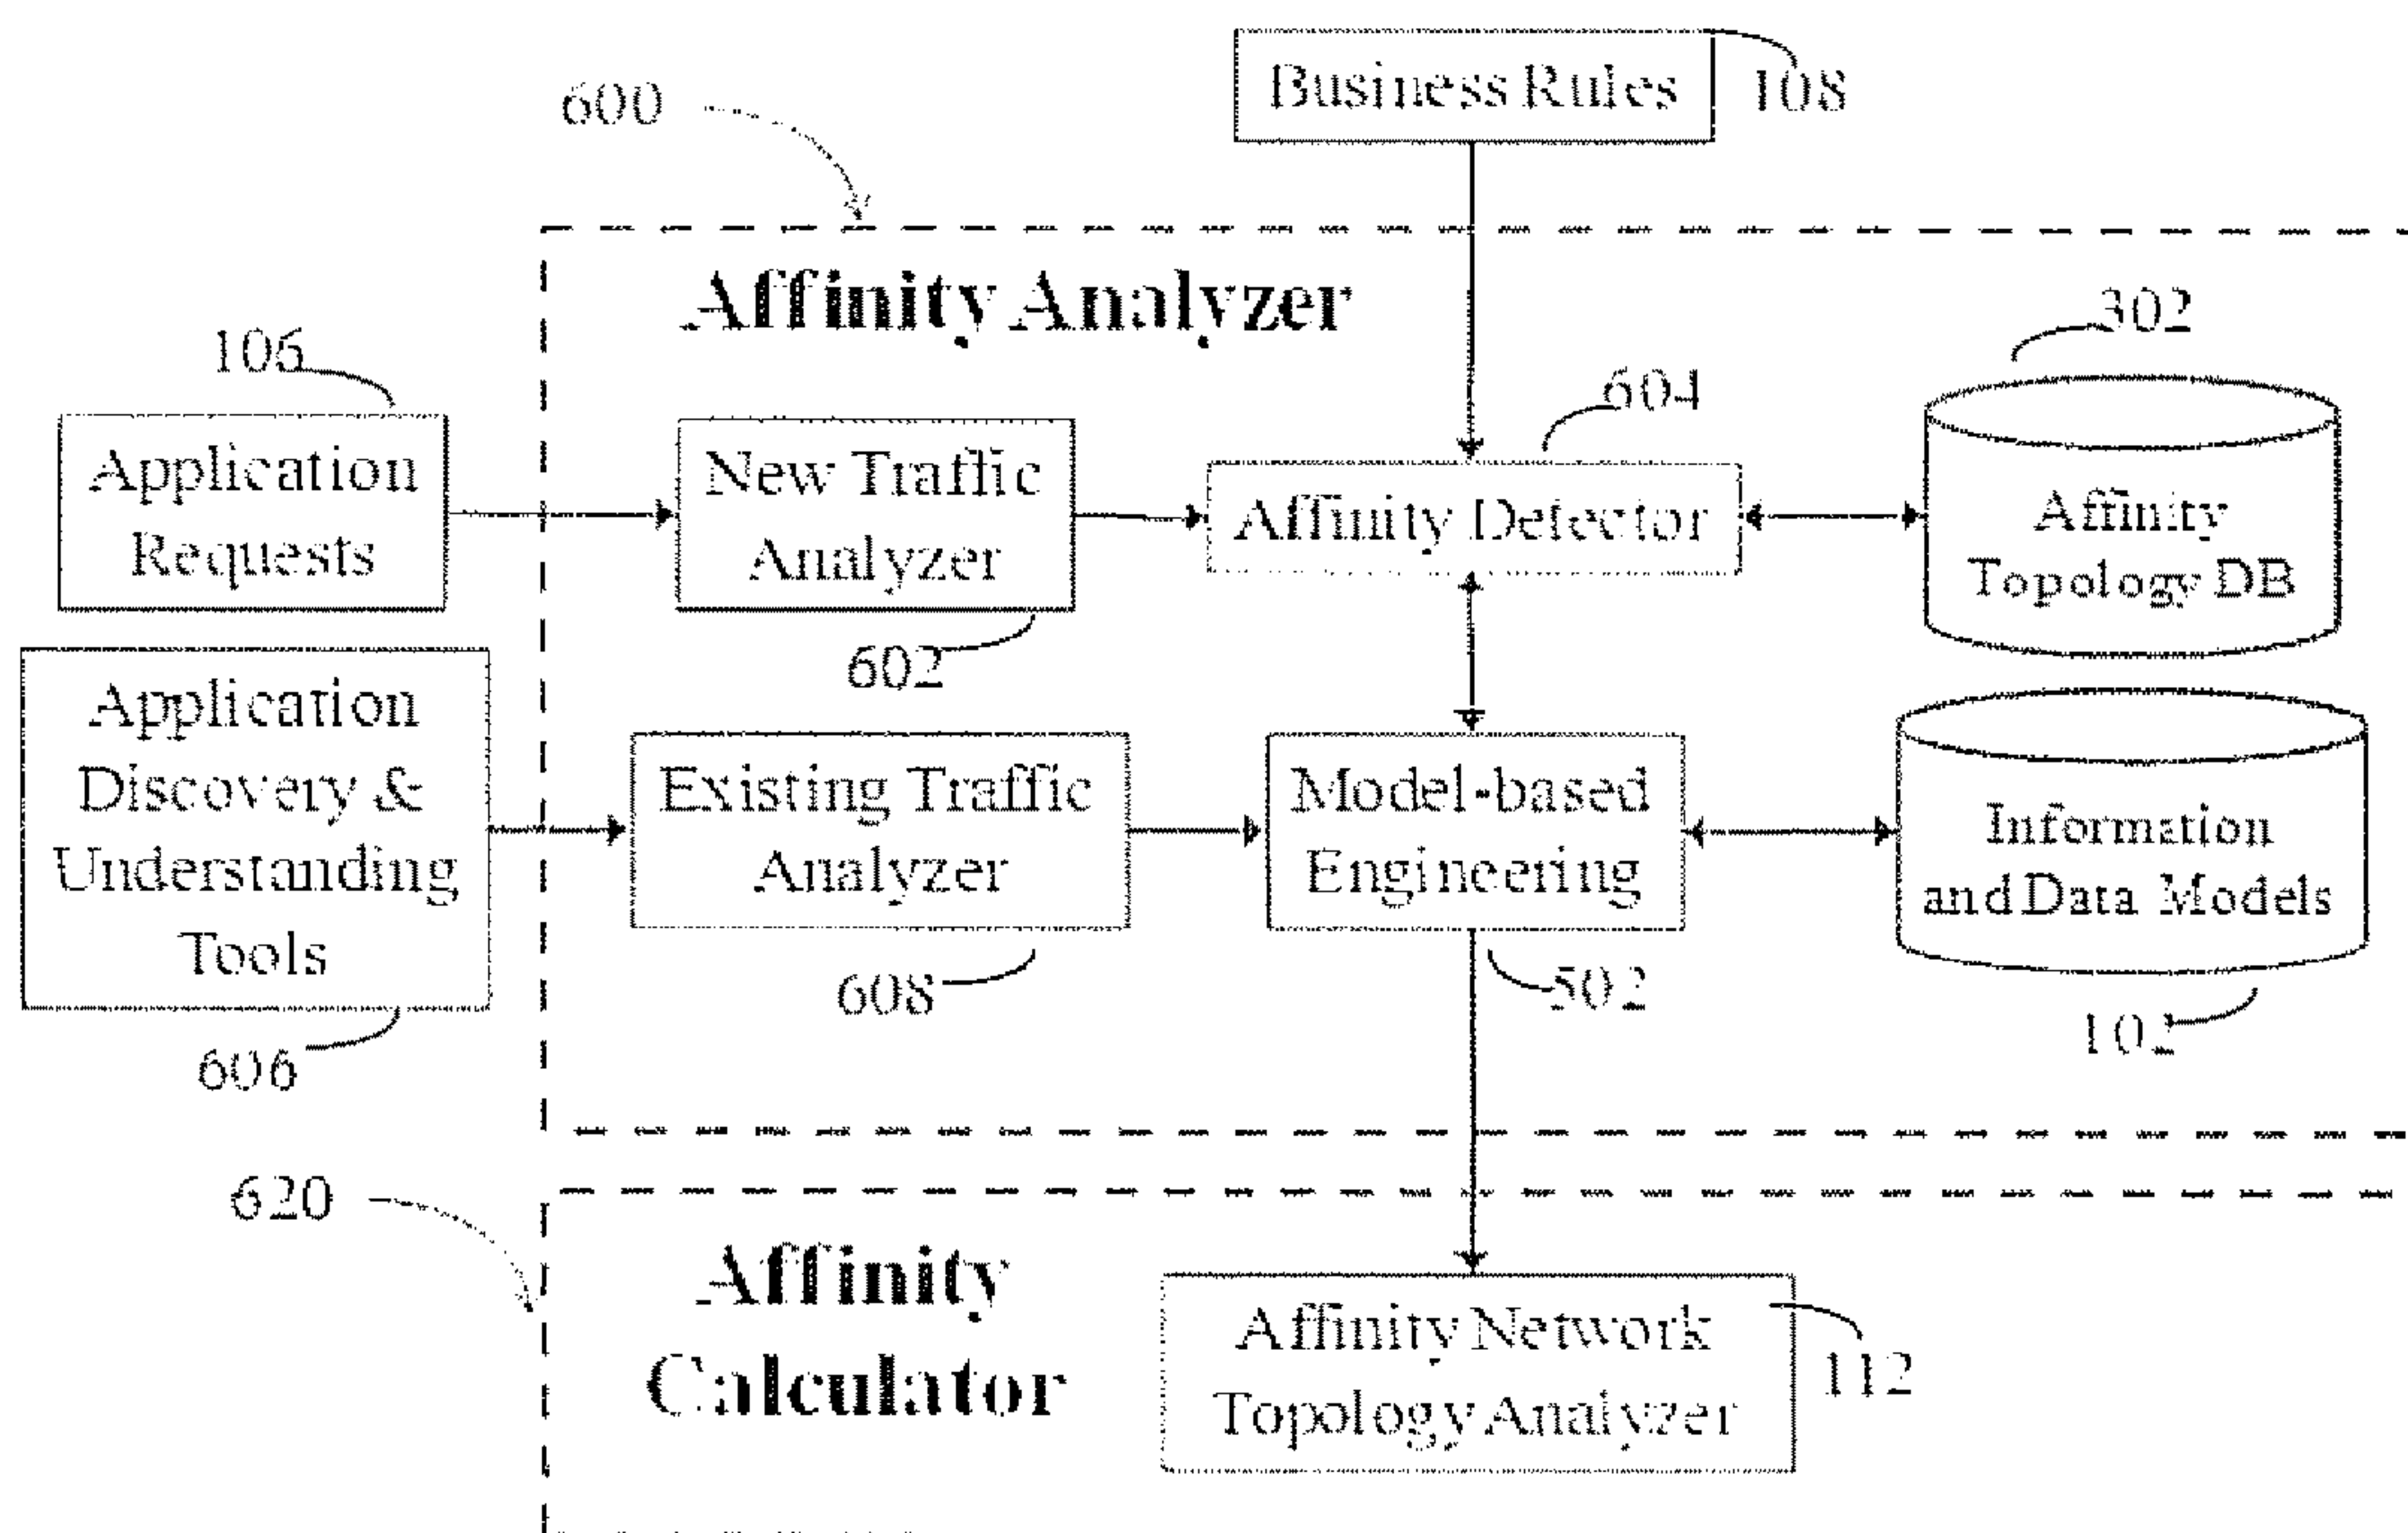 Business Rules
108
600
Affinity Analyzer
302
106
604
Application
Requests
New Traffic
Analyzer
Affinity Detector
Affinity
Topology DB
602
Application
Discovery &
Understanding
Tools
Existing Traffic
Analyzer
Model-based
Engineering
Information
and Data Models
608
502
102
606
620
Affinity
Calculator
Affinity Network
Topology Analyzer
112